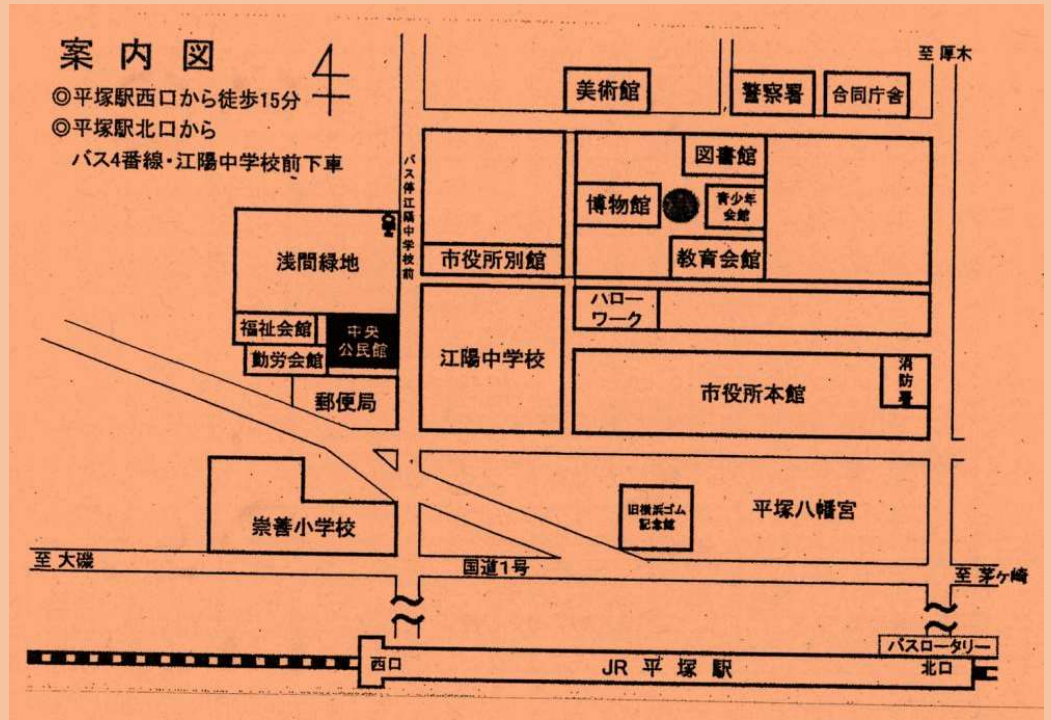 案内図
◎平塚駅西口から徒歩15分
◎平塚駅北口から
バス4番線・江陽中学校前下車
至 厚木
美術館
警察署
合同庁舎
図書館
博物館
青少年
会館
教育会館
バス停江陽中学校前
市役所別館
浅間緑地
ハロー
ワーク
福祉会館
中央
公民館
勤労会館
江陽中学校
市役所本館
消防署
郵便局
旧横浜ゴム
記念館
平塚八幡宮
崇善小学校
至 大磯
国道1号
至 茅ヶ崎
バスロータリー
西口
JR 平塚駅
北口